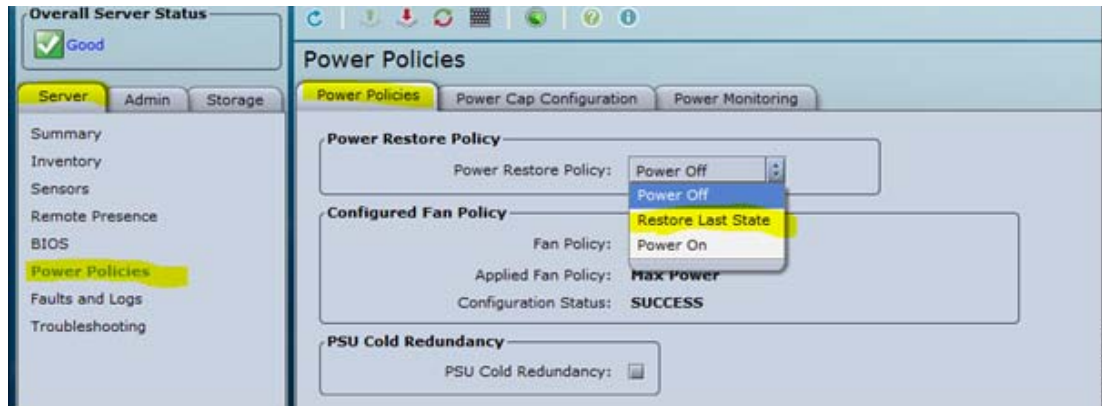 Overall Server Status
Good
Server Admin Storage
Summary
Inventory
Sensors
Remote Presence
BIOS
Power Policies
Faults and Logs
Troubleshooting
Power Policies
Power Policies Power Cap Configuration Power Monitoring
Power Restore Policy
Power Restore Policy: Power Off
Power Off
Restore Last State
Power On
Configured Fan Policy
Fan Policy:
Applied Fan Policy: Max Power
Configuration Status: SUCCESS
PSU Cold Redundancy
PSU Cold Redundancy: